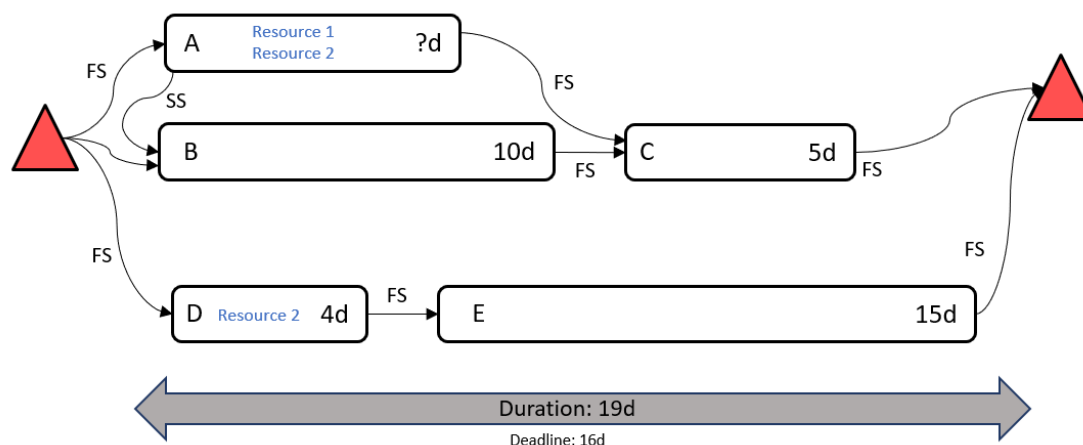 FS
A
Resource 1
Resource 2
?d
FS
SS
B
10d
FS
C
5d
FS
FS
D
Resource 2
4d
FS
E
15d
FS
Duration: 19d
Deadline: 16d